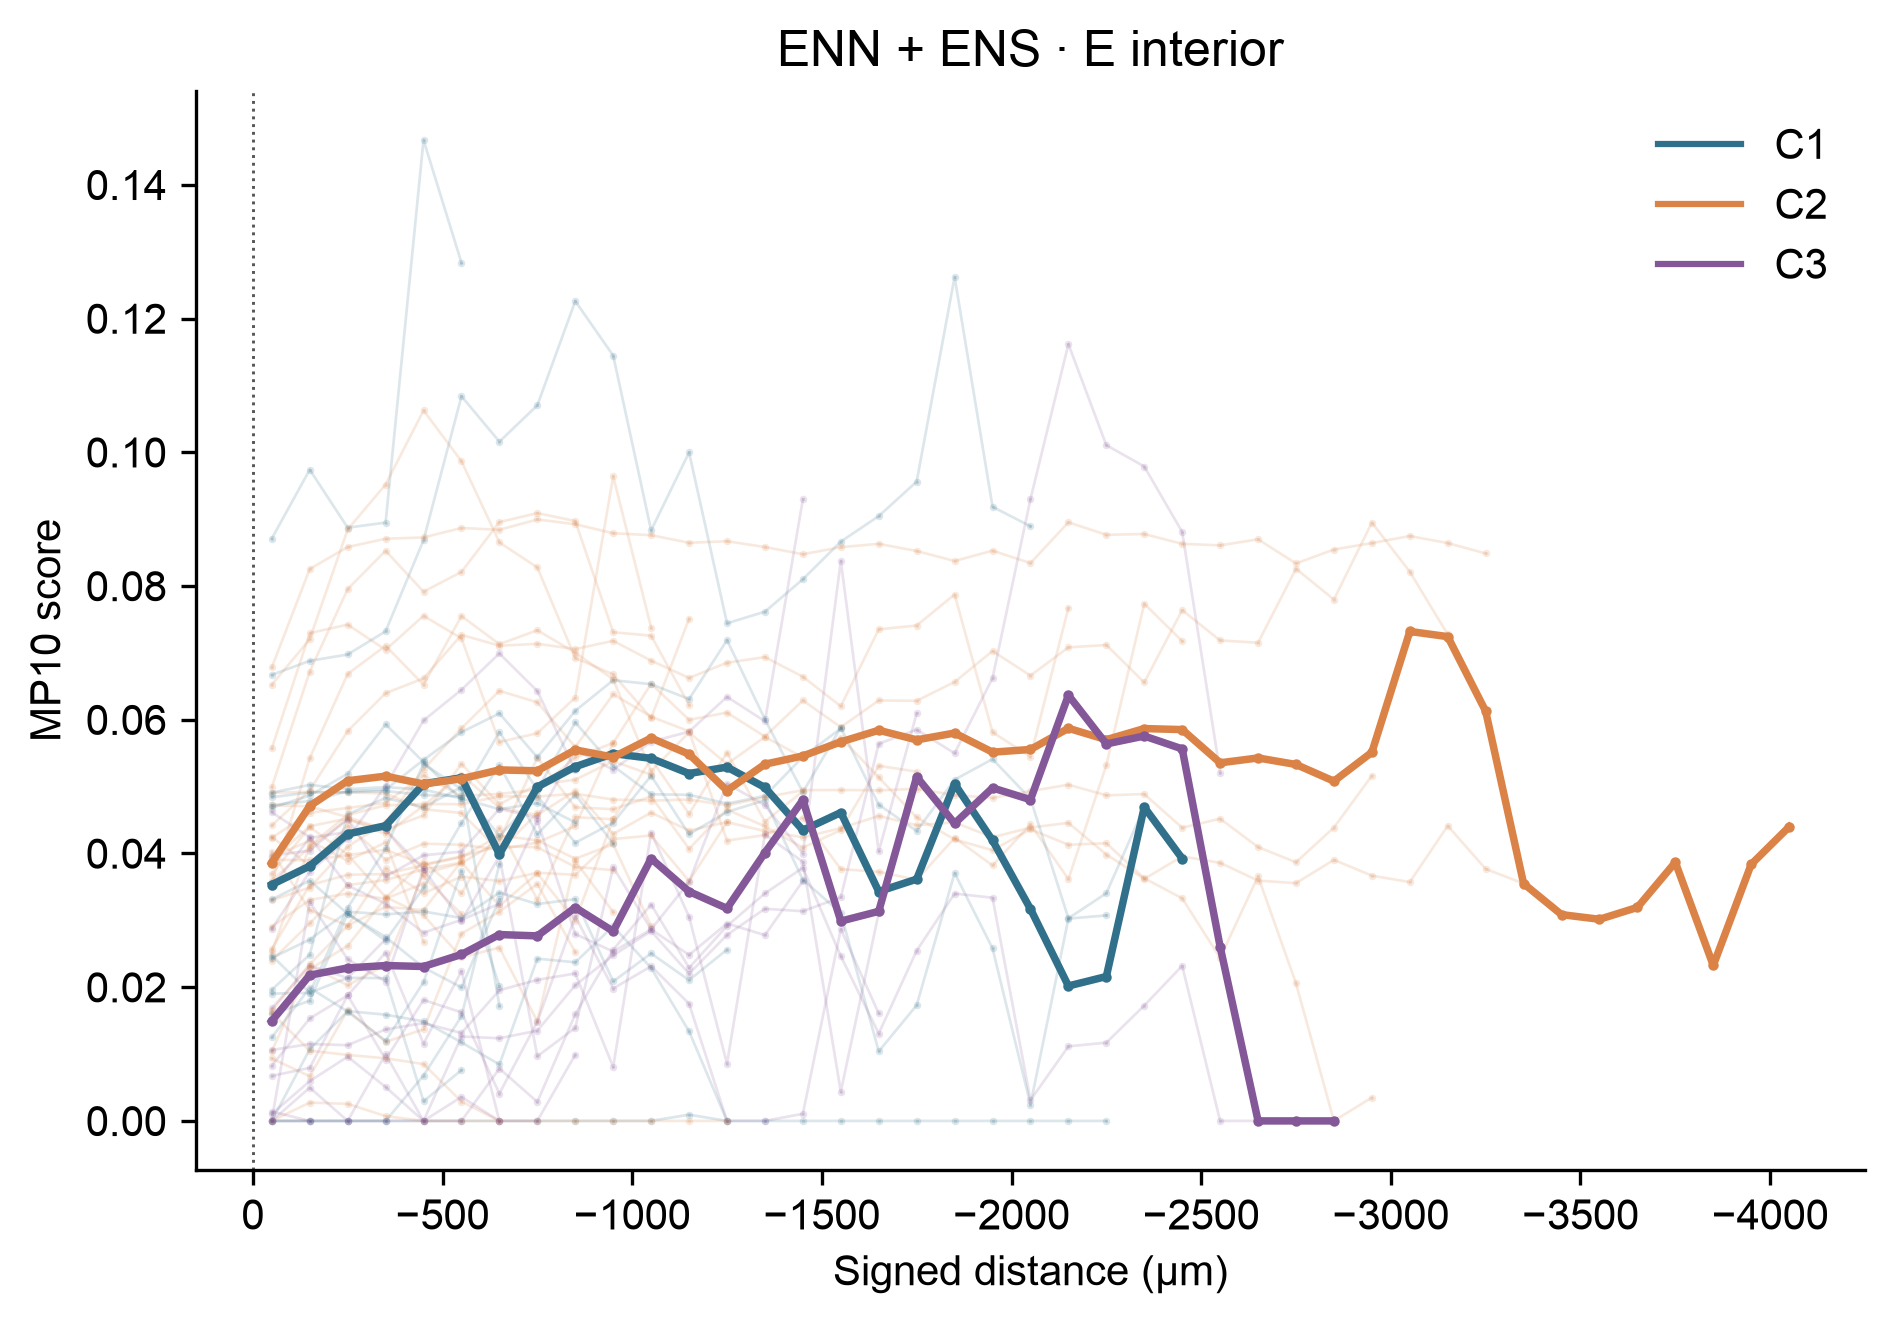 ENN + ENS · E interior
MP10 score
0.14
0.12
0.10
0.08
0.06
0.04
0.02
0.00
C1
C2
C3
0 −500 −1000 −1500 −2000 −2500 −3000 −3500 −4000
Signed distance (µm)